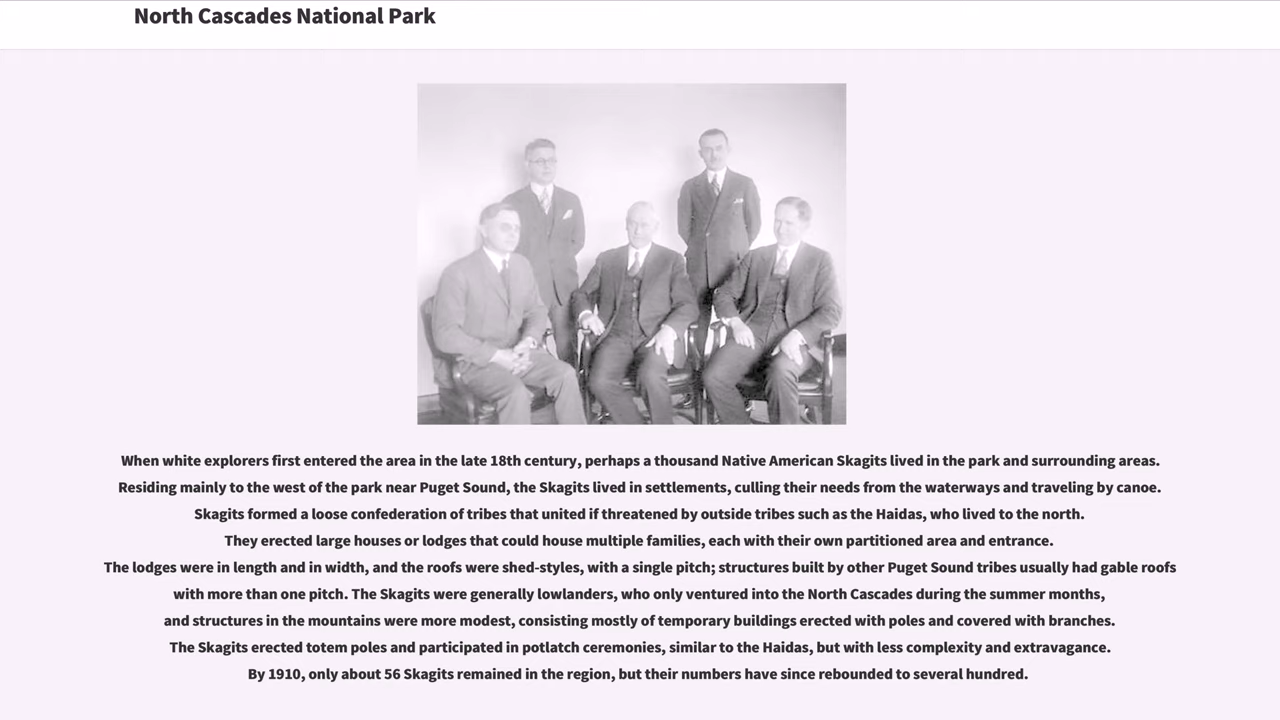 North Cascades National Park
When white explorers first entered the area in the late 18th century, perhaps a thousand Native American Skagits lived in the park and surrounding areas.
Residing mainly to the west of the park near Puget Sound, the Skagits lived in settlements, culling their needs from the waterways and traveling by canoe.
Skagits formed a loose confederation of tribes that united if threatened by outside tribes such as the Haidas, who lived to the north.
They erected large houses or lodges that could house multiple families, each with their own partitioned area and entrance.
The lodges were in length and in width, and the roofs were shed-styles, with a single pitch; structures built by other Puget Sound tribes usually had gable roofs
with more than one pitch. The Skagits were generally lowlanders, who only ventured into the North Cascades during the summer months,
and structures in the mountains were more modest, consisting mostly of temporary buildings erected with poles and covered with branches.
The Skagits erected totem poles and participated in potlatch ceremonies, similar to the Haidas, but with less complexity and extravagance.
By 1910, only about 56 Skagits remained in the region, but their numbers have since rebounded to several hundred.